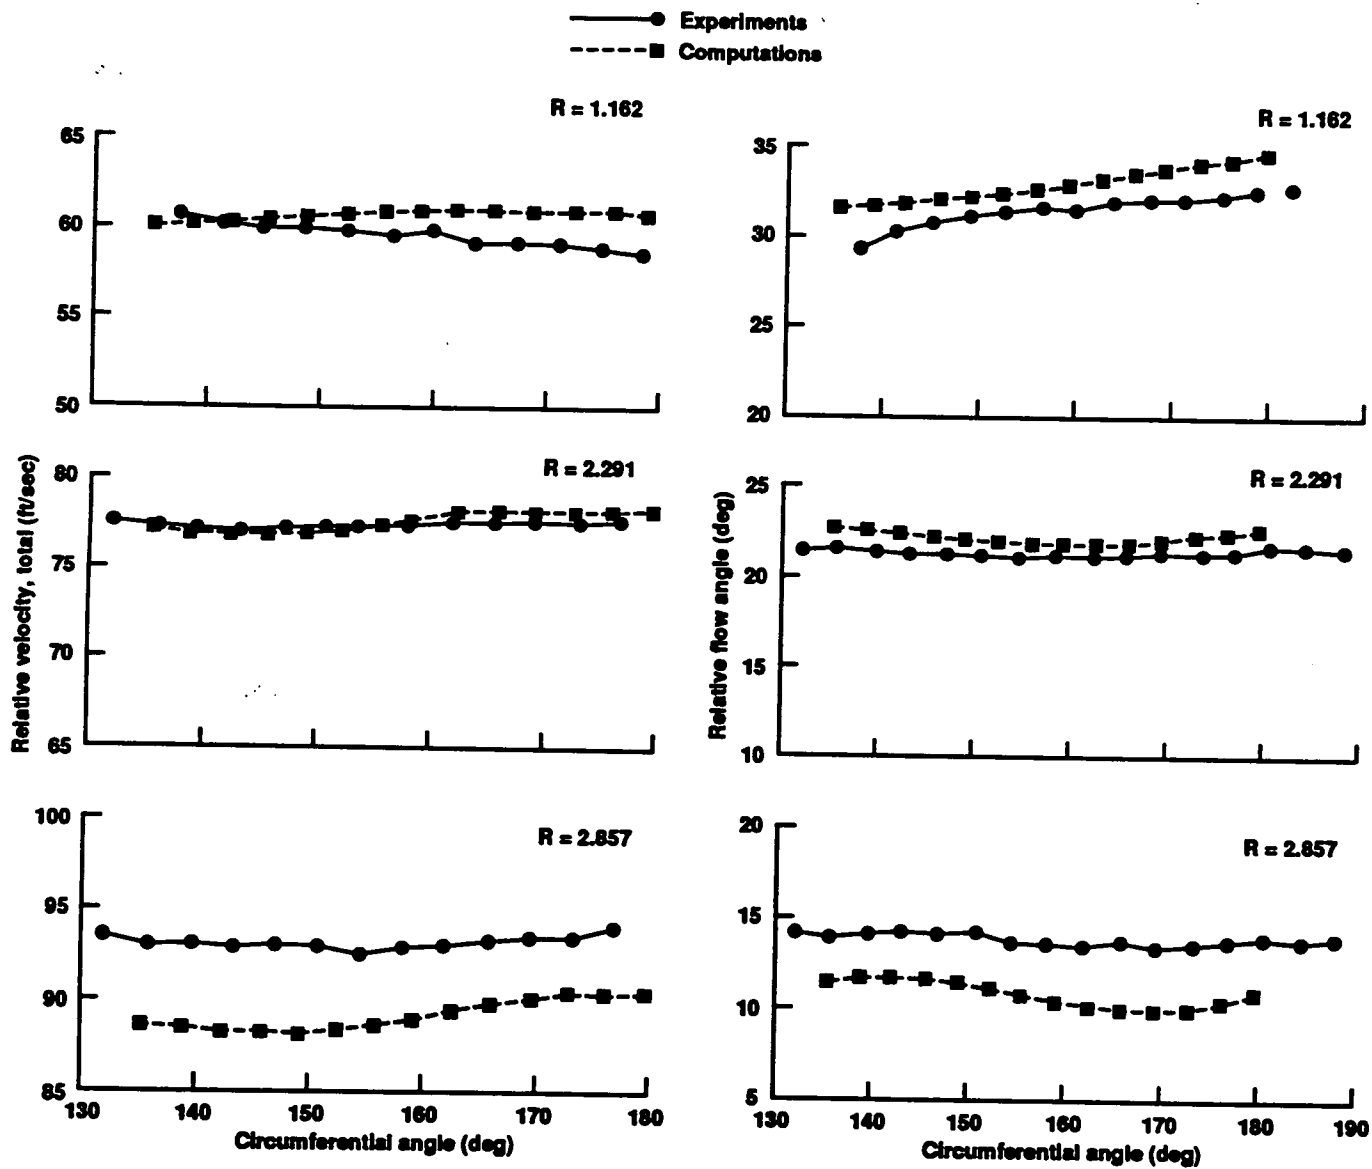 Experiments
Computations
R = 1.162
65
60
55
50
R = 1.162
35
30
25
20
Relative velocity, total (ft/sec)
R = 2.291
80
75
70
65
Relative flow angle (deg)
R = 2.291
25
20
15
10
R = 2.857
100
95
90
85
130 140 150 160 170 180
Circumferential angle (deg)
R = 2.857
20
15
10
5
130 140 150 160 170 180 190
Circumferential angle (deg)